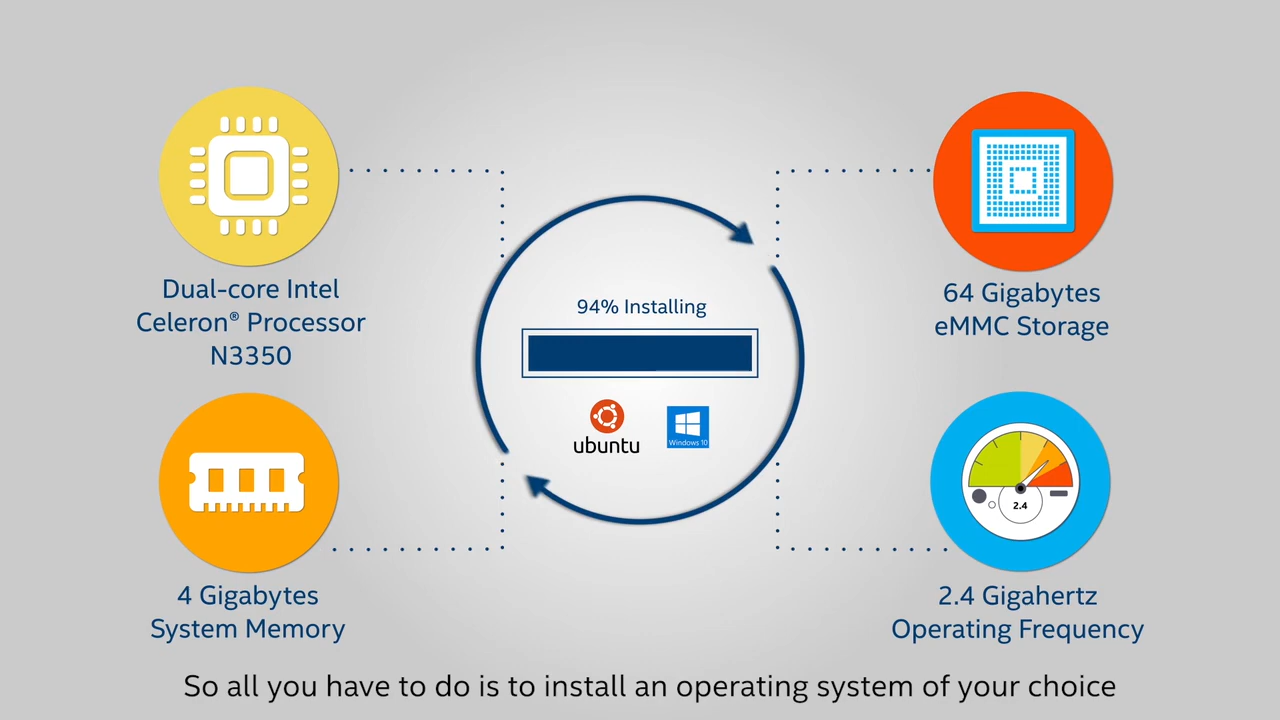 Dual-core Intel
Celeron® Processor
N3350
64 Gigabytes
eMMC Storage
94% Installing
ubuntu
Windows 10
2.4
4 Gigabytes
System Memory
2.4 Gigahertz
Operating Frequency
So all you have to do is to install an operating system of your choice